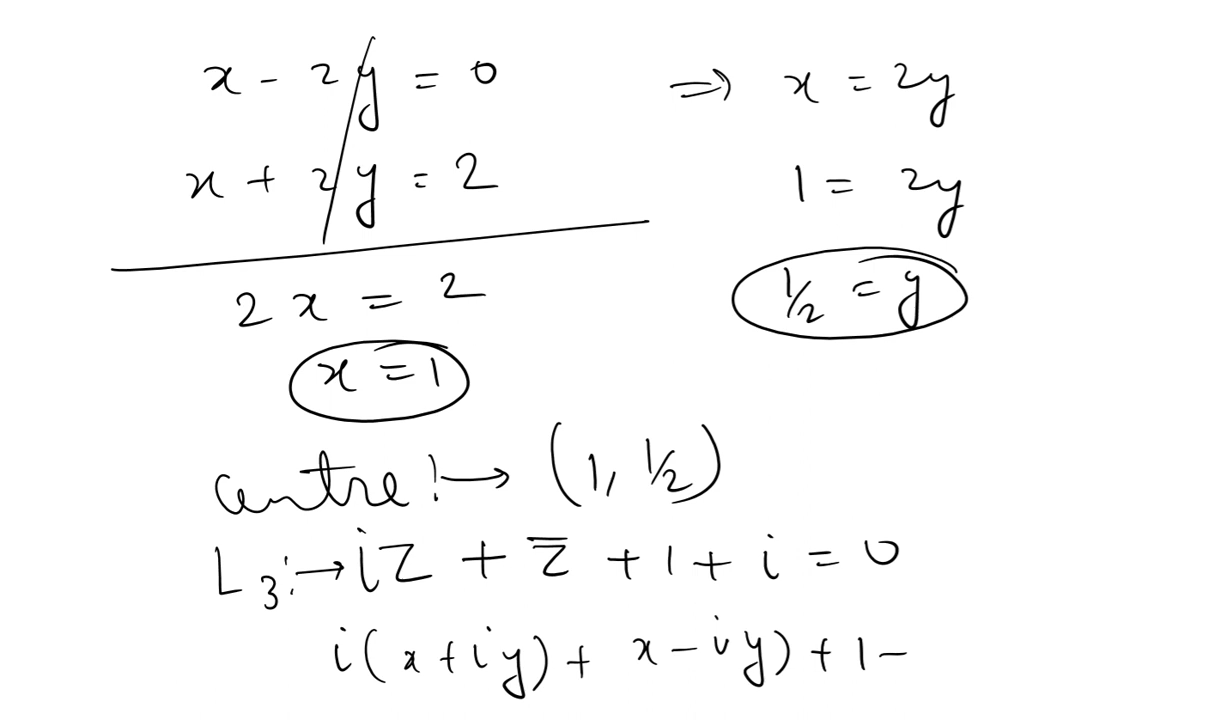 x - 2y = 0 ⇒ x = 2y
x + 2y = 2 1 = 2y
2x = 2 1/2 = y
x = 1
centre :→ (1, 1/2)
L3 :→ iz + z̅ + 1 + i = 0
i(x + iy) + x - iy) + 1 -